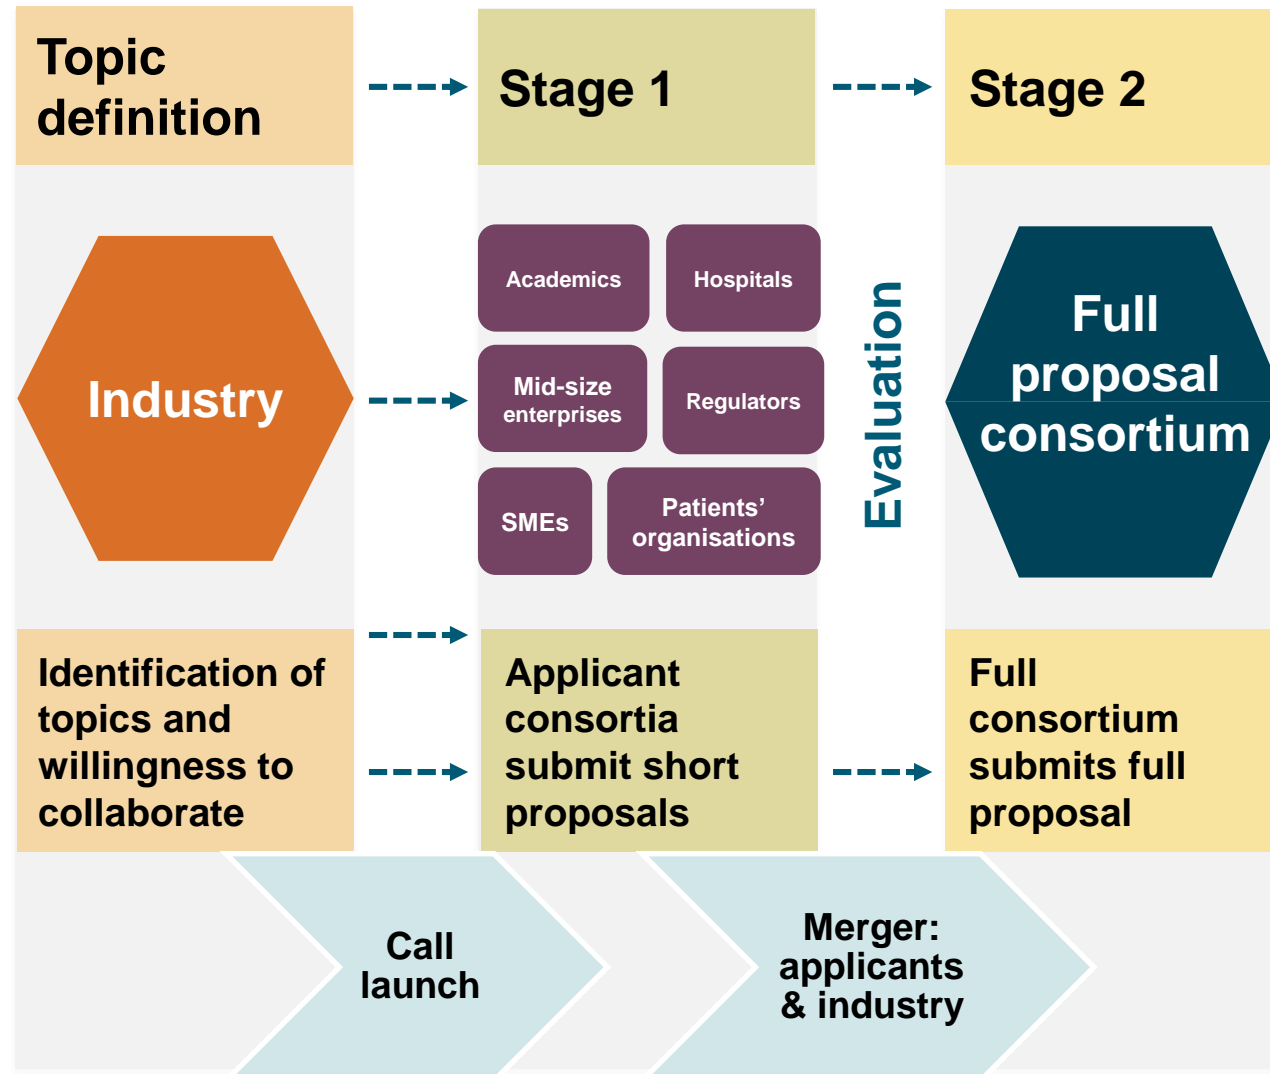 Topic
definition
Stage 1
Stage 2
Industry
Academics
Hospitals
Mid-size
enterprises
Regulators
SMEs
Patients’
organisations
Evaluation
Full
proposal
consortium
Identification of
topics and
willingness to
collaborate
Applicant
consortia
submit short
proposals
Full
consortium
submits full
proposal
Call
launch
Merger:
applicants
& industry